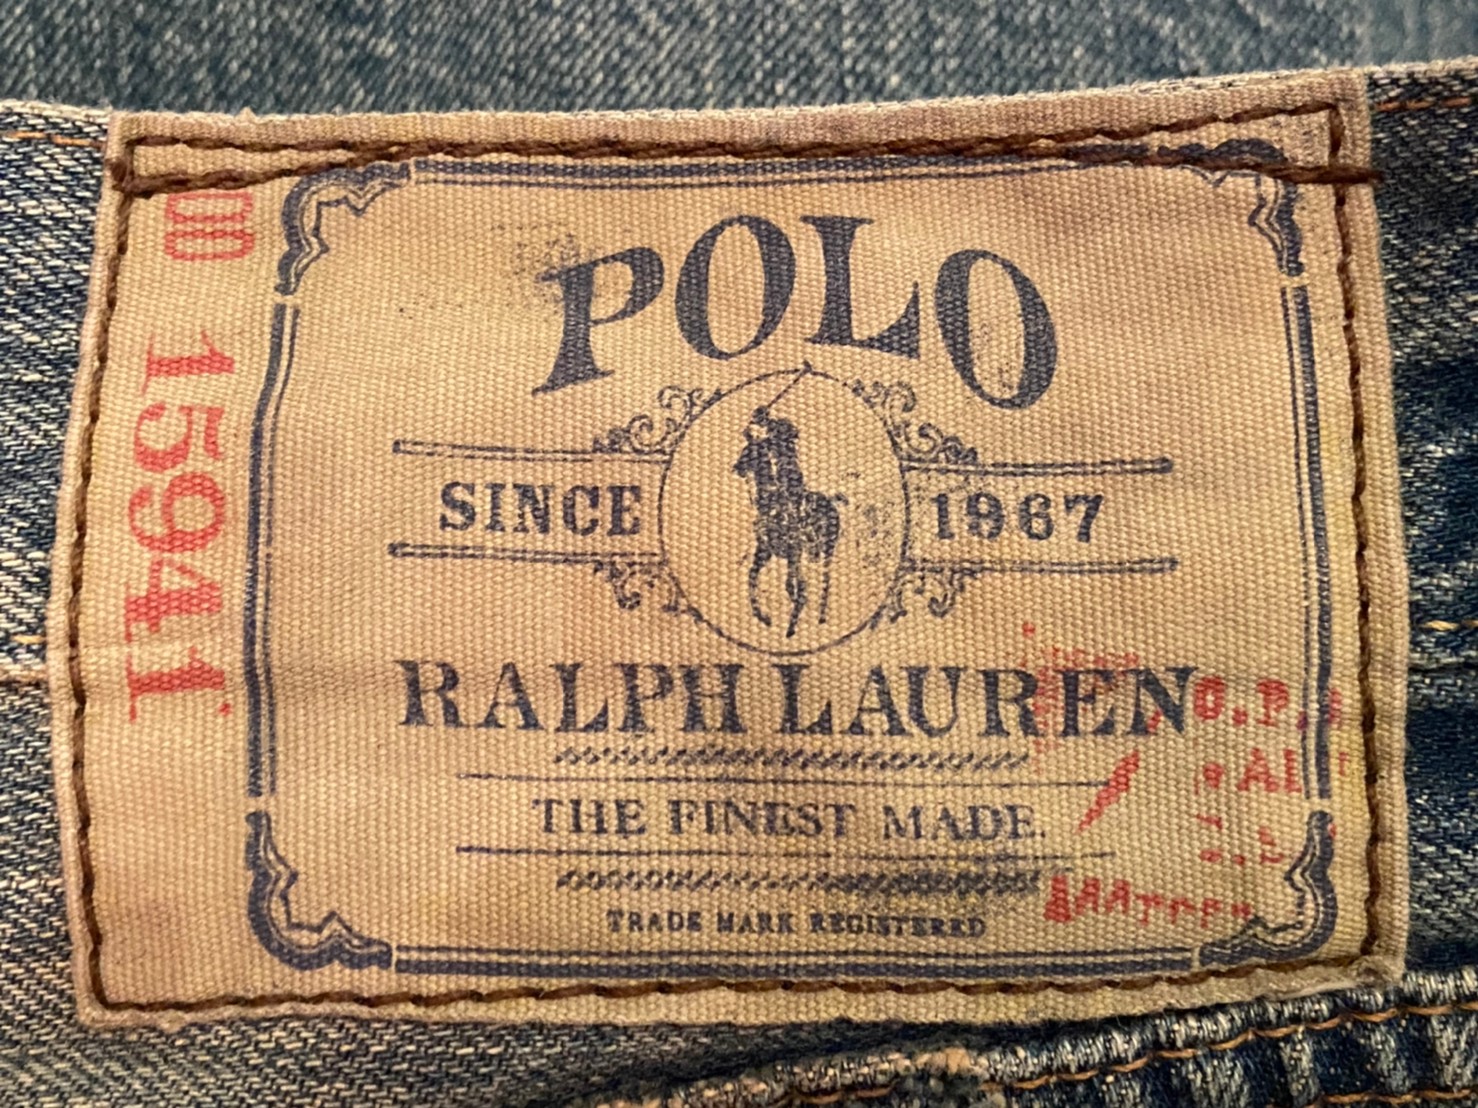 POLO
SINCE 1967
RALPH LAUREN
THE FINEST MADE.
TRADE MARK REGISTERED
00 15941